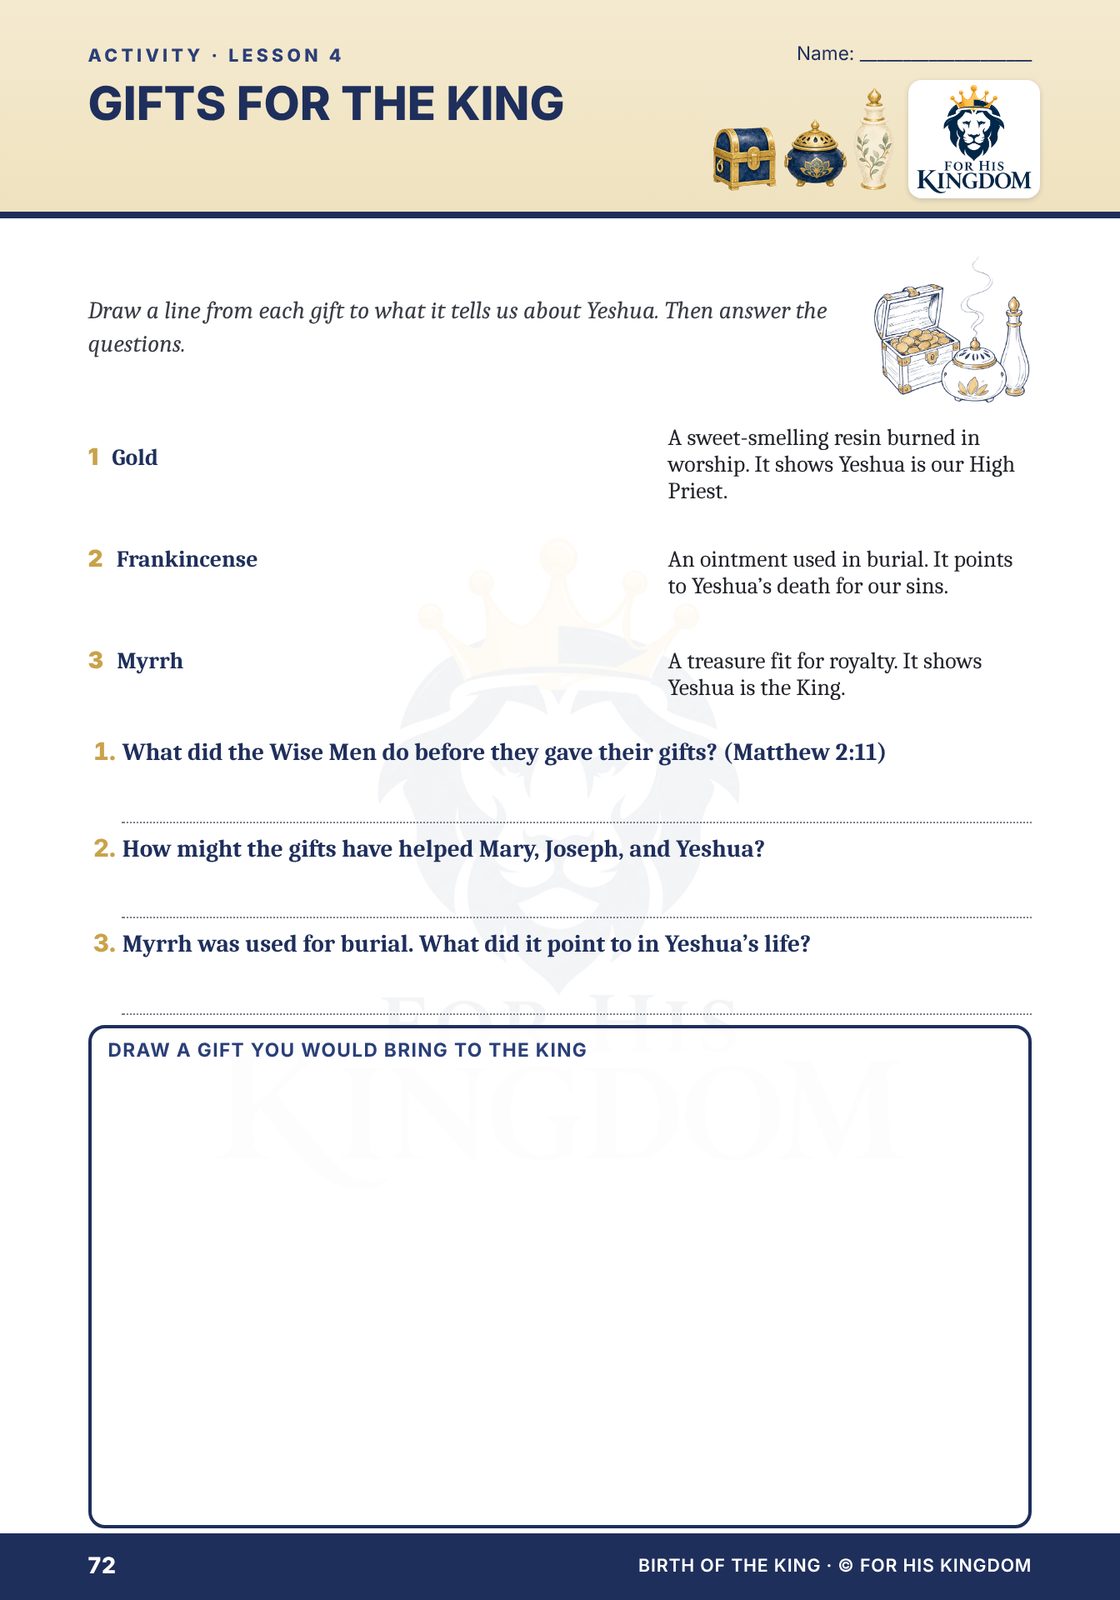 ACTIVITY · LESSON 4
Name: ____________________
GIFTS FOR THE KING
FOR HIS
KINGDOM
Draw a line from each gift to what it tells us about Yeshua. Then answer the
questions.
1 Gold
A sweet-smelling resin burned in
worship. It shows Yeshua is our High
Priest.
2 Frankincense
An ointment used in burial. It points
to Yeshua’s death for our sins.
3 Myrrh
A treasure fit for royalty. It shows
Yeshua is the King.
1. What did the Wise Men do before they gave their gifts? (Matthew 2:11)
2. How might the gifts have helped Mary, Joseph, and Yeshua?
3. Myrrh was used for burial. What did it point to in Yeshua’s life?
FOR HIS
DRAW A GIFT YOU WOULD BRING TO THE KING
KINGDOM
72
BIRTH OF THE KING · © FOR HIS KINGDOM